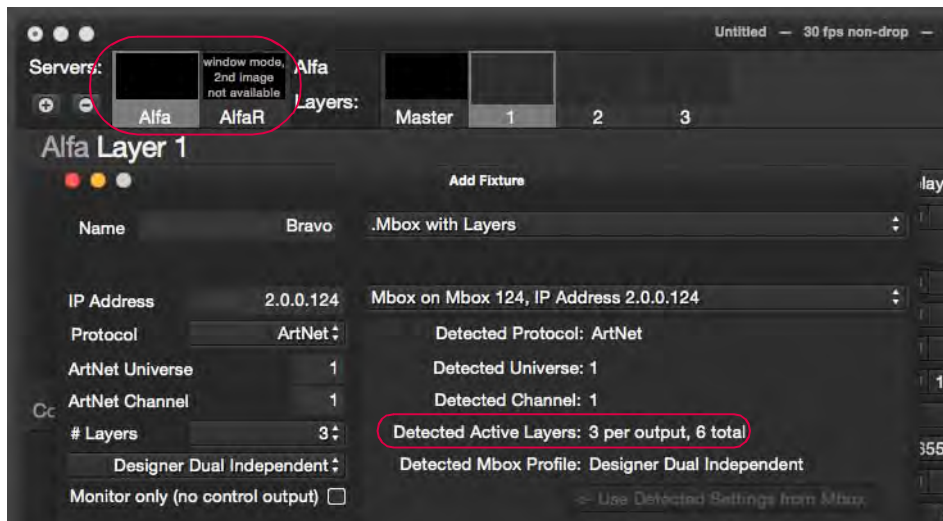 Untitled — 30 fps non-drop —
Servers:
window mode,
2nd image
not available
Alfa
Layers:
Alfa
AlfaR
Master
1
2
3
Alfa Layer 1
Add Fixture
Name
Bravo
.Mbox with Layers
IP Address
2.0.0.124
Mbox on Mbox 124, IP Address 2.0.0.124
Protocol
ArtNet
Detected Protocol: ArtNet
ArtNet Universe
1
Detected Universe: 1
ArtNet Channel
1
Detected Channel: 1
# Layers
3
Detected Active Layers: 3 per output, 6 total
Designer Dual Independent
Detected Mbox Profile: Designer Dual Independent
Monitor only (no control output)
<- Use Detected Settings from Mbox